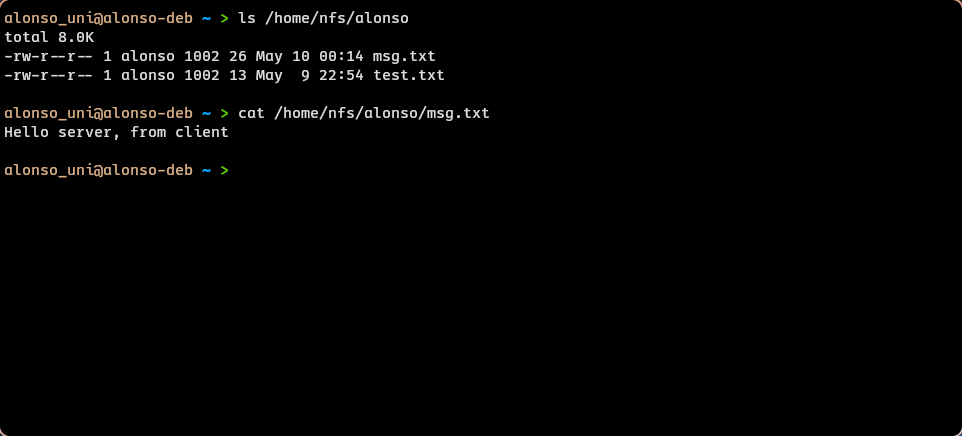 alonso_uni@alonso-deb ~ > ls /home/nfs/alonso
total 8.0K
-rw-r--r-- 1 alonso 1002 26 May 10 00:14 msg.txt
-rw-r--r-- 1 alonso 1002 13 May  9 22:54 test.txt
alonso_uni@alonso-deb ~ > cat /home/nfs/alonso/msg.txt
Hello server, from client
alonso_uni@alonso-deb ~ >